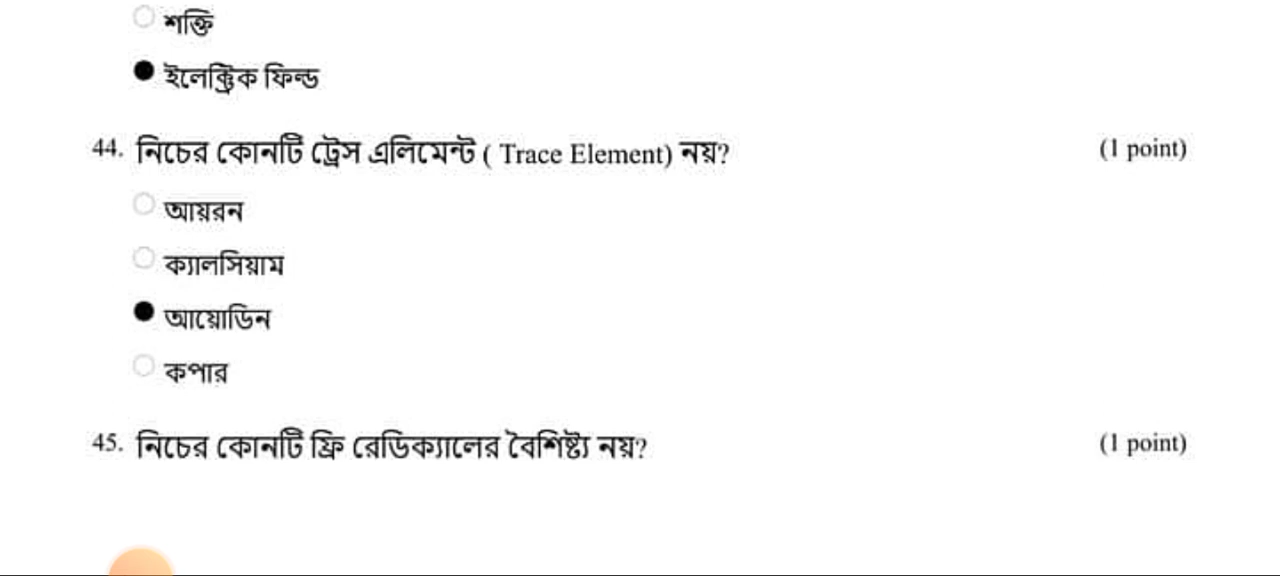 শক্তি
ইলেক্ট্রিক ফিল্ড
44. নিচের কোনটি ট্রেস এলিমেন্ট ( Trace Element) নয়? (1 point)
আয়রন
ক্যালসিয়াম
আয়োডিন
কপার
45. নিচের কোনটি ফ্রি রেডিক্যালের বৈশিষ্ট্য নয়? (1 point)